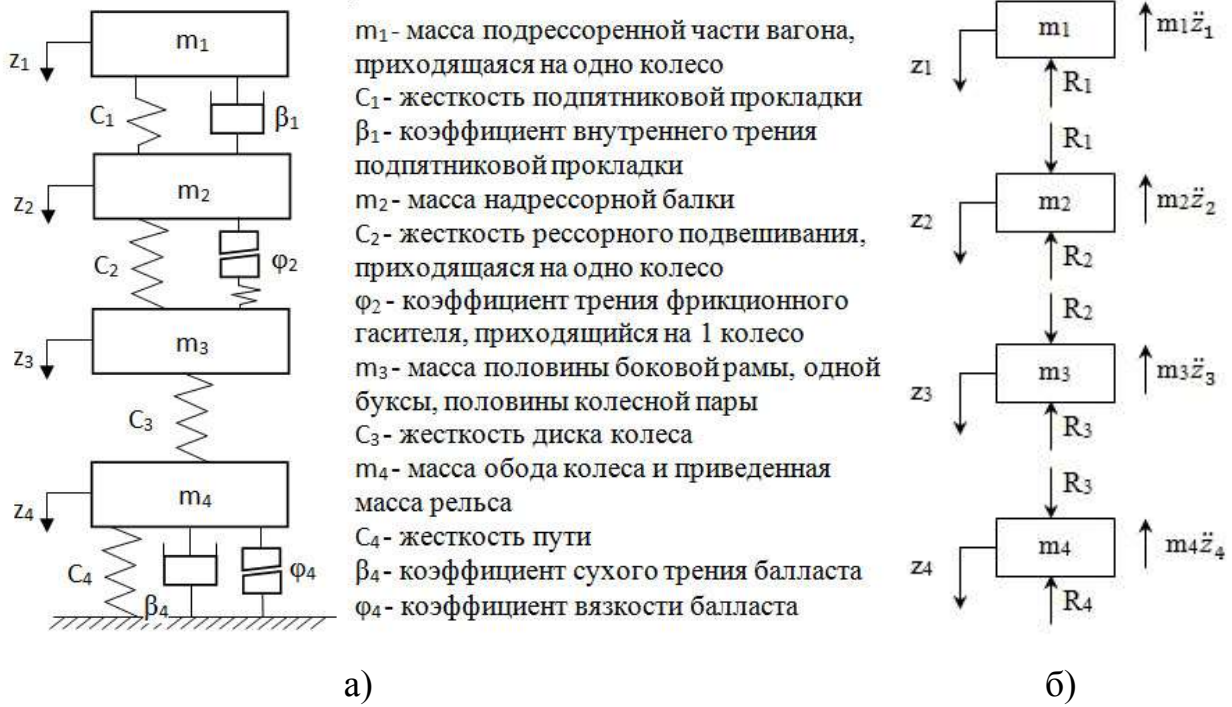 z₁
m₁
C₁
β₁
z₂
m₂
C₂
φ₂
z₃
m₃
C₃
z₄
m₄
C₄
β₄
φ₄
m₁- масса подрессоренной части вагона,
приходящаяся на одно колесо
C₁- жесткость подпятниковой прокладки
β₁- коэффициент внутреннего трения
подпятниковой прокладки
m₂- масса надрессорной балки
C₂- жесткость рессорного подвешивания,
приходящаяся на одно колесо
φ₂- коэффициент трения фрикционного
гасителя, приходящийся на 1 колесо
m₃- масса половины боковой рамы, одной
буксы, половины колесной пары
C₃- жесткость диска колеса
m₄- масса обода колеса и приведенная
масса рельса
C₄- жесткость пути
β₄- коэффициент сухого трения балласта
φ₄- коэффициент вязкости балласта
m₁
m₁z̈₁
z₁
R₁
R₁
m₂
m₂z̈₂
z₂
R₂
R₂
m₃
m₃z̈₃
z₃
R₃
R₃
m₄
m₄z̈₄
z₄
R₄
а)
б)